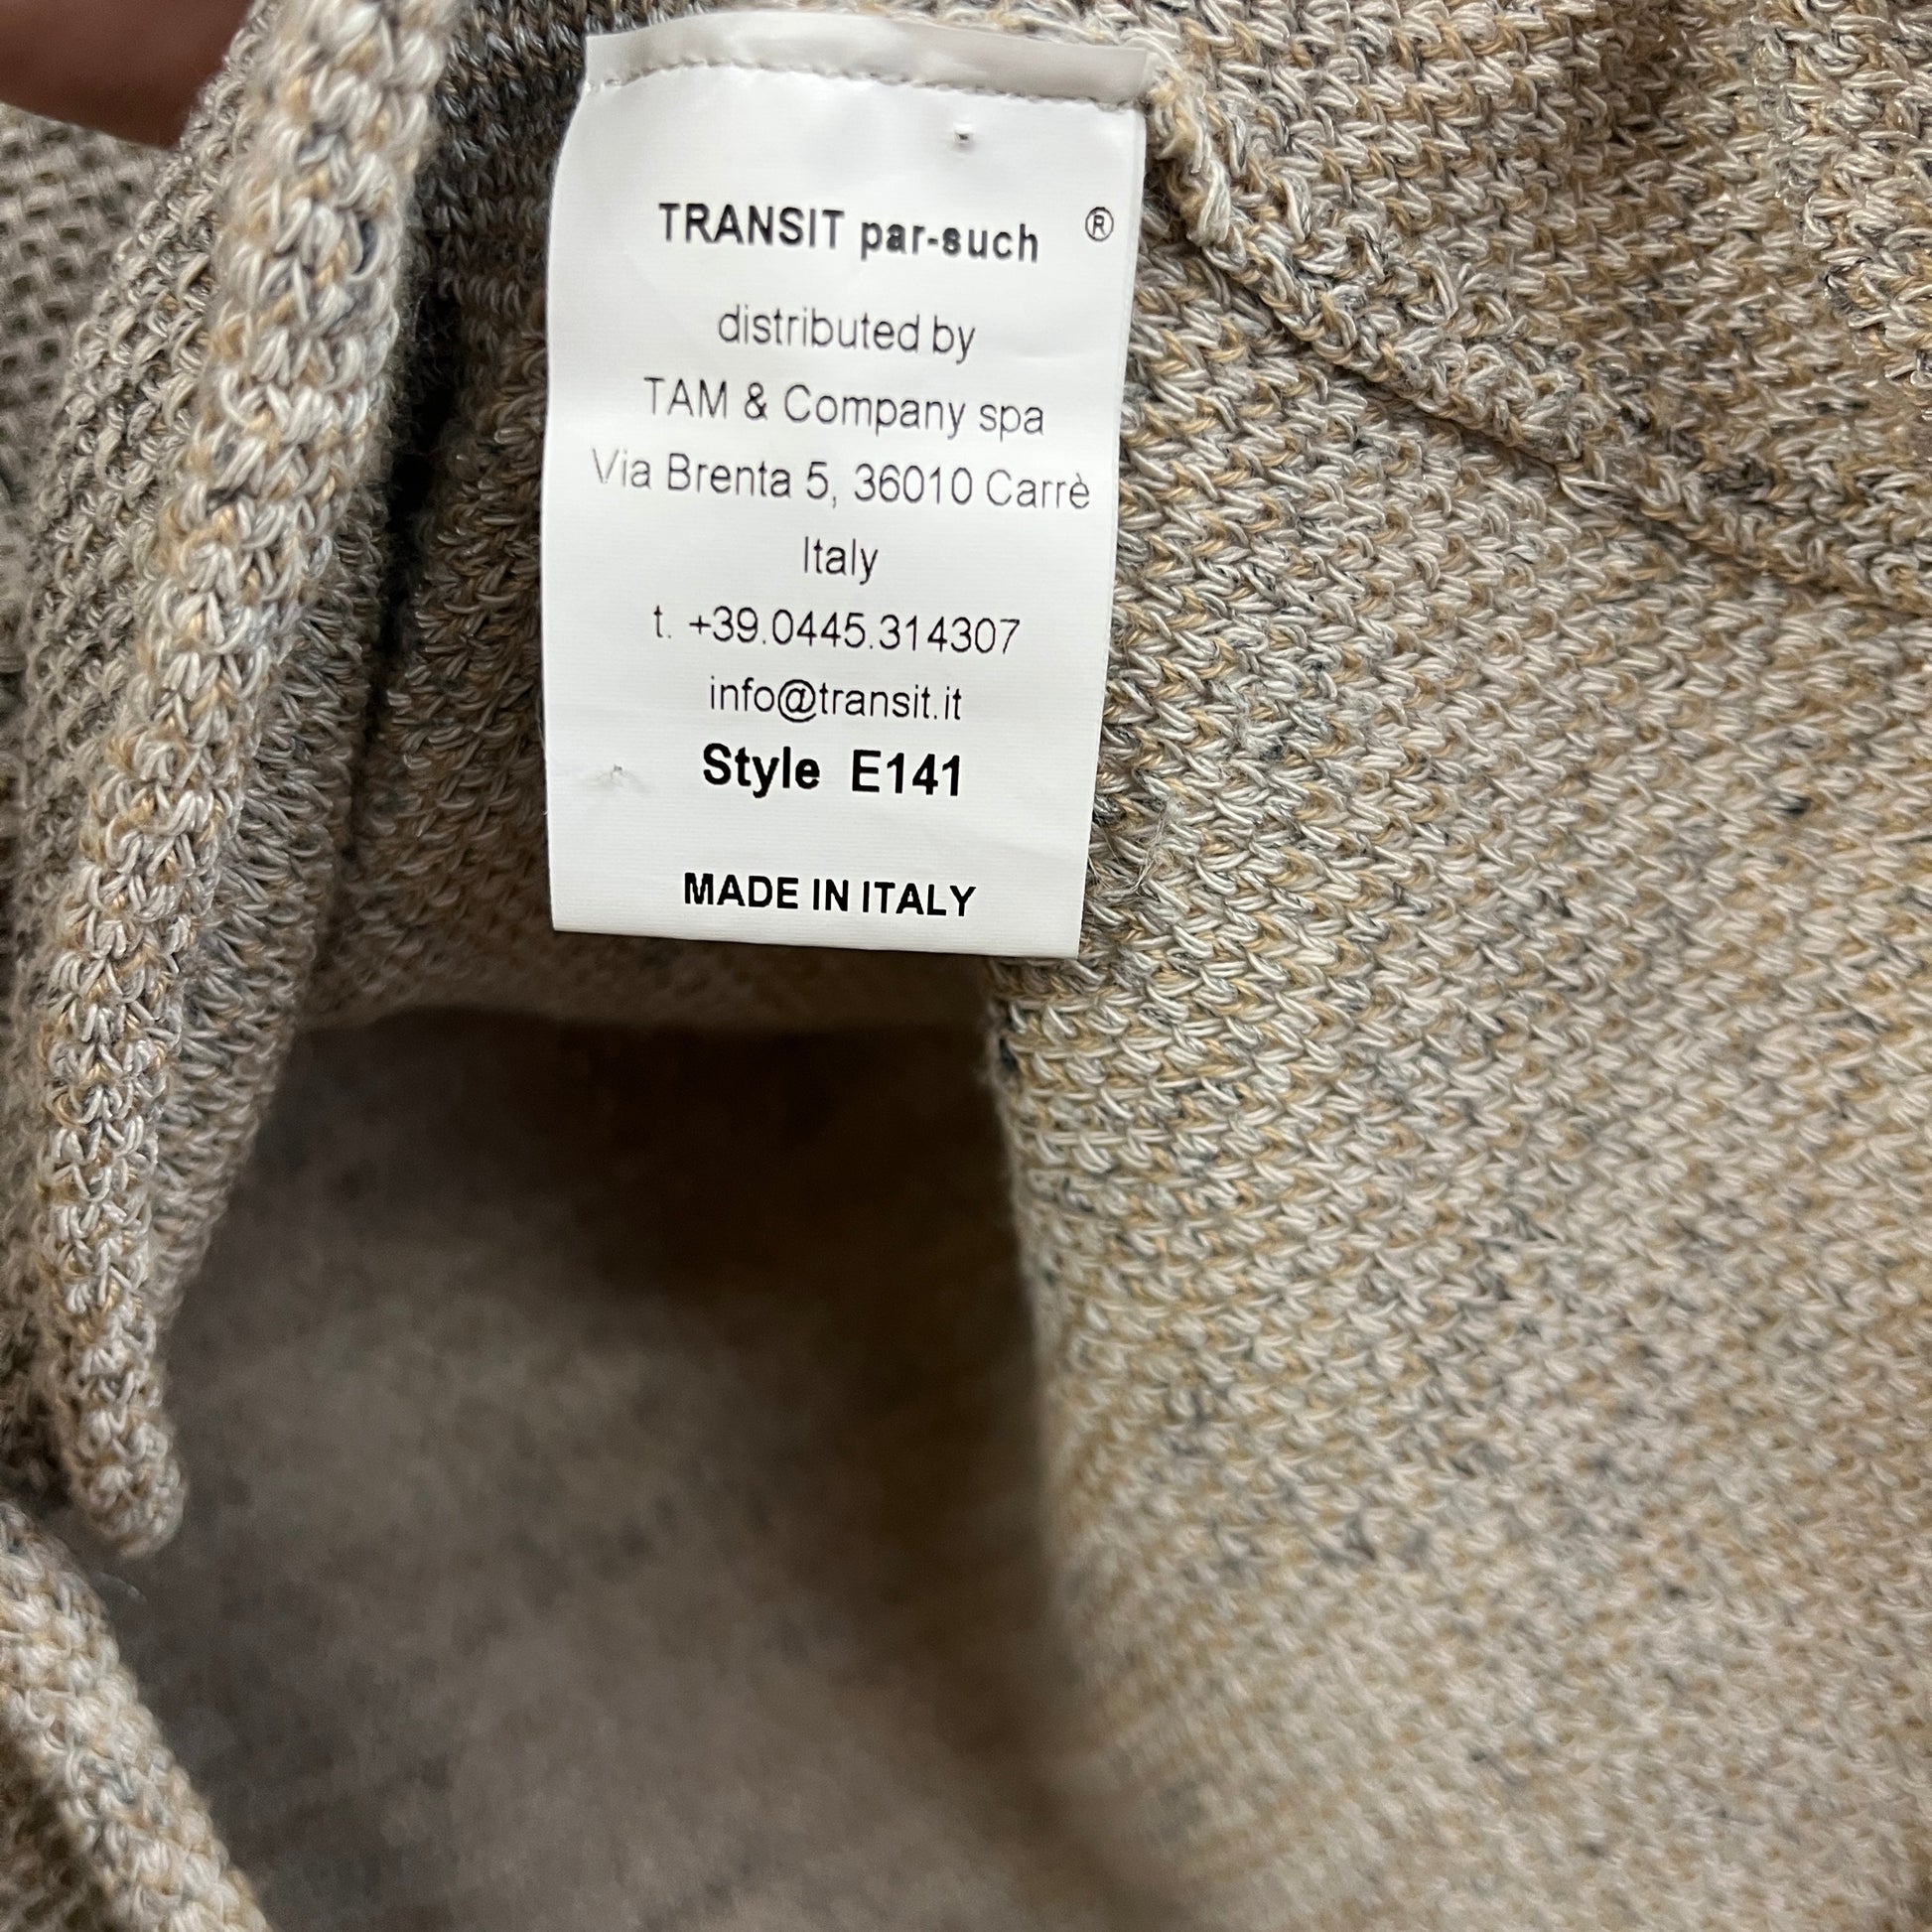 TRANSIT par-such ®
distributed by
TAM & Company spa
Via Brenta 5, 36010 Carrè
Italy
t. +39.0445.314307
info@transit.it
Style E141
MADE IN ITALY